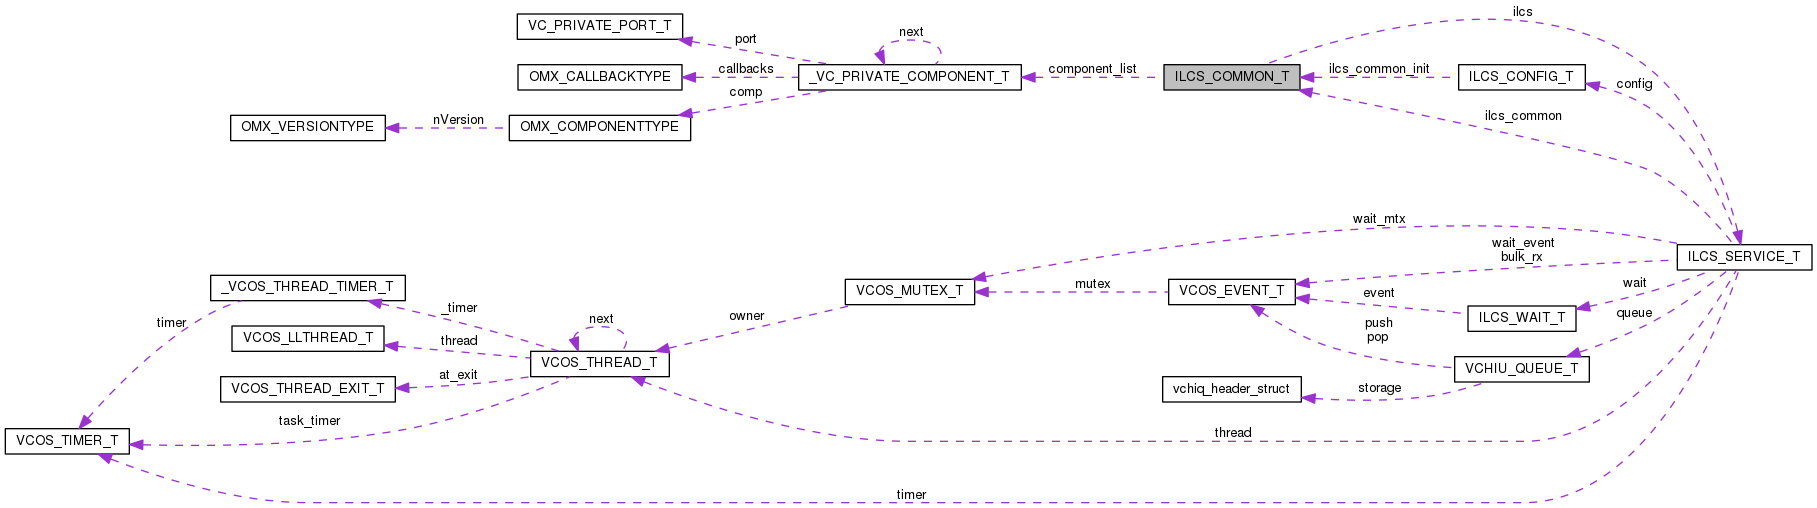 ilcs
VC_PRIVATE_PORT_T
port
next
callbacks
component_list
ilcs_common_init
OMX_CALLBACKTYPE
_VC_PRIVATE_COMPONENT_T
ILCS_COMMON_T
ILCS_CONFIG_T
config
comp
ilcs_common
nVersion
OMX_VERSIONTYPE
OMX_COMPONENTTYPE
wait_mtx
wait_event
bulk_rx
ILCS_SERVICE_T
_VCOS_THREAD_TIMER_T
VCOS_MUTEX_T
mutex
VCOS_EVENT_T
event
wait
_timer
timer
owner
next
ILCS_WAIT_T
queue
push
pop
VCOS_LLTHREAD_T
thread
VCOS_THREAD_T
VCHIU_QUEUE_T
at_exit
VCOS_THREAD_EXIT_T
vchiq_header_struct
storage
task_timer
thread
VCOS_TIMER_T
timer